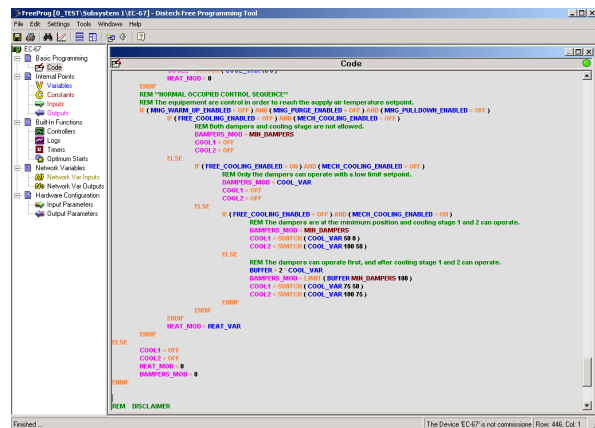 FreeProg [0_TEST\Subsystem 1\EC-67] - Distech Free Programming Tool
File Edit Settings Tools Windows Help
EC-67
Basic Programming
Code
Internal Points
Variables
Constants
Inputs
Outputs
Built-In Functions
Controllers
Logs
Timers
Optimum Starts
Network Variables
Network Var Inputs
Network Var Outputs
Hardware Configuration
Input Parameters
Output Parameters
Code
HEAT_MOD = 0
ENDIF
REM "NORMAL OCCUPIED CONTROL SEQUENCE"
REM The equipement are control in order to reach the supply air temperature setpoint.
IF ( MNG_WARM_UP_ENABLED = OFF ) AND ( MNG_PURGE_ENABLED = OFF ) AND ( MNG_PULLDOWN_ENABLED = OFF )
IF ( FREE_COOLING_ENABLED = OFF ) AND ( MECH_COOLING_ENABLED = OFF )
REM Both dampers and cooling stage are not allowed.
DAMPERS_MOD = MIN_DAMPERS
COOL1 = OFF
COOL2 = OFF
ELSE
IF ( FREE_COOLING_ENABLED = ON ) AND ( MECH_COOLING_ENABLED = OFF )
REM Only the dampers can operate with a low limit setpoint.
DAMPERS_MOD = COOL_VAR
COOL1 = OFF
COOL2 = OFF
ELSE
IF ( FREE_COOLING_ENABLED = OFF ) AND ( MECH_COOLING_ENABLED = ON )
REM The dampers are at the minimum position and cooling stage 1 and 2 can operate.
DAMPERS_MOD = MIN_DAMPERS
COOL1 = SWITCH ( COOL_VAR 50 0 )
COOL2 = SWITCH ( COOL_VAR 100 50 )
ELSE
REM The dampers can operate first, and after cooling stage 1 and 2 can operate.
BUFFER = 2 * COOL_VAR
DAMPERS_MOD = LIMIT ( BUFFER MIN_DAMPERS 100 )
COOL1 = SWITCH ( COOL_VAR 75 50 )
COOL2 = SWITCH ( COOL_VAR 100 75 )
ENDIF
ENDIF
ENDIF
HEAT_MOD = HEAT_VAR
ENDIF
ELSE
COOL1 = OFF
COOL2 = OFF
HEAT_MOD = 0
DAMPERS_MOD = 0
ENDIF
REM DISCLAIMER
Finished ...
The Device 'EC-67' is not commissione
Row: 446, Col: 1